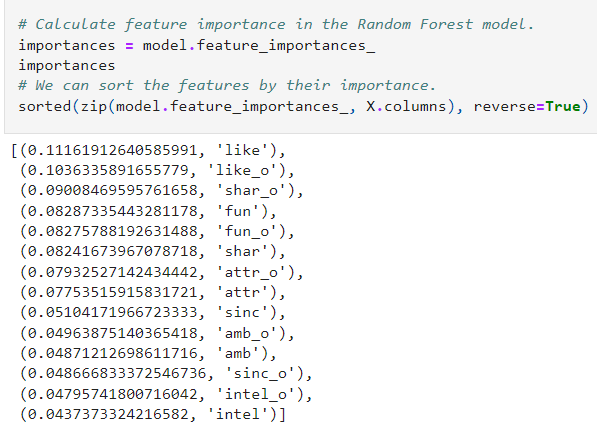 # Calculate feature importance in the Random Forest model.
importances = model.feature_importances_
importances
# We can sort the features by their importance.
sorted(zip(model.feature_importances_, X.columns), reverse=True)
[(0.11161912640585991, 'like'),
(0.1036335891655779, 'like_o'),
(0.09008469595761658, 'shar_o'),
(0.08287335443281178, 'fun'),
(0.08275788192631488, 'fun_o'),
(0.08241673967078718, 'shar'),
(0.07932527142434442, 'attr_o'),
(0.07753515915831721, 'attr'),
(0.05104171966723333, 'sinc'),
(0.04963875140365418, 'amb_o'),
(0.04871212698611716, 'amb'),
(0.048666833372546736, 'sinc_o'),
(0.04795741800716042, 'intel_o'),
(0.0437373324216582, 'intel')]